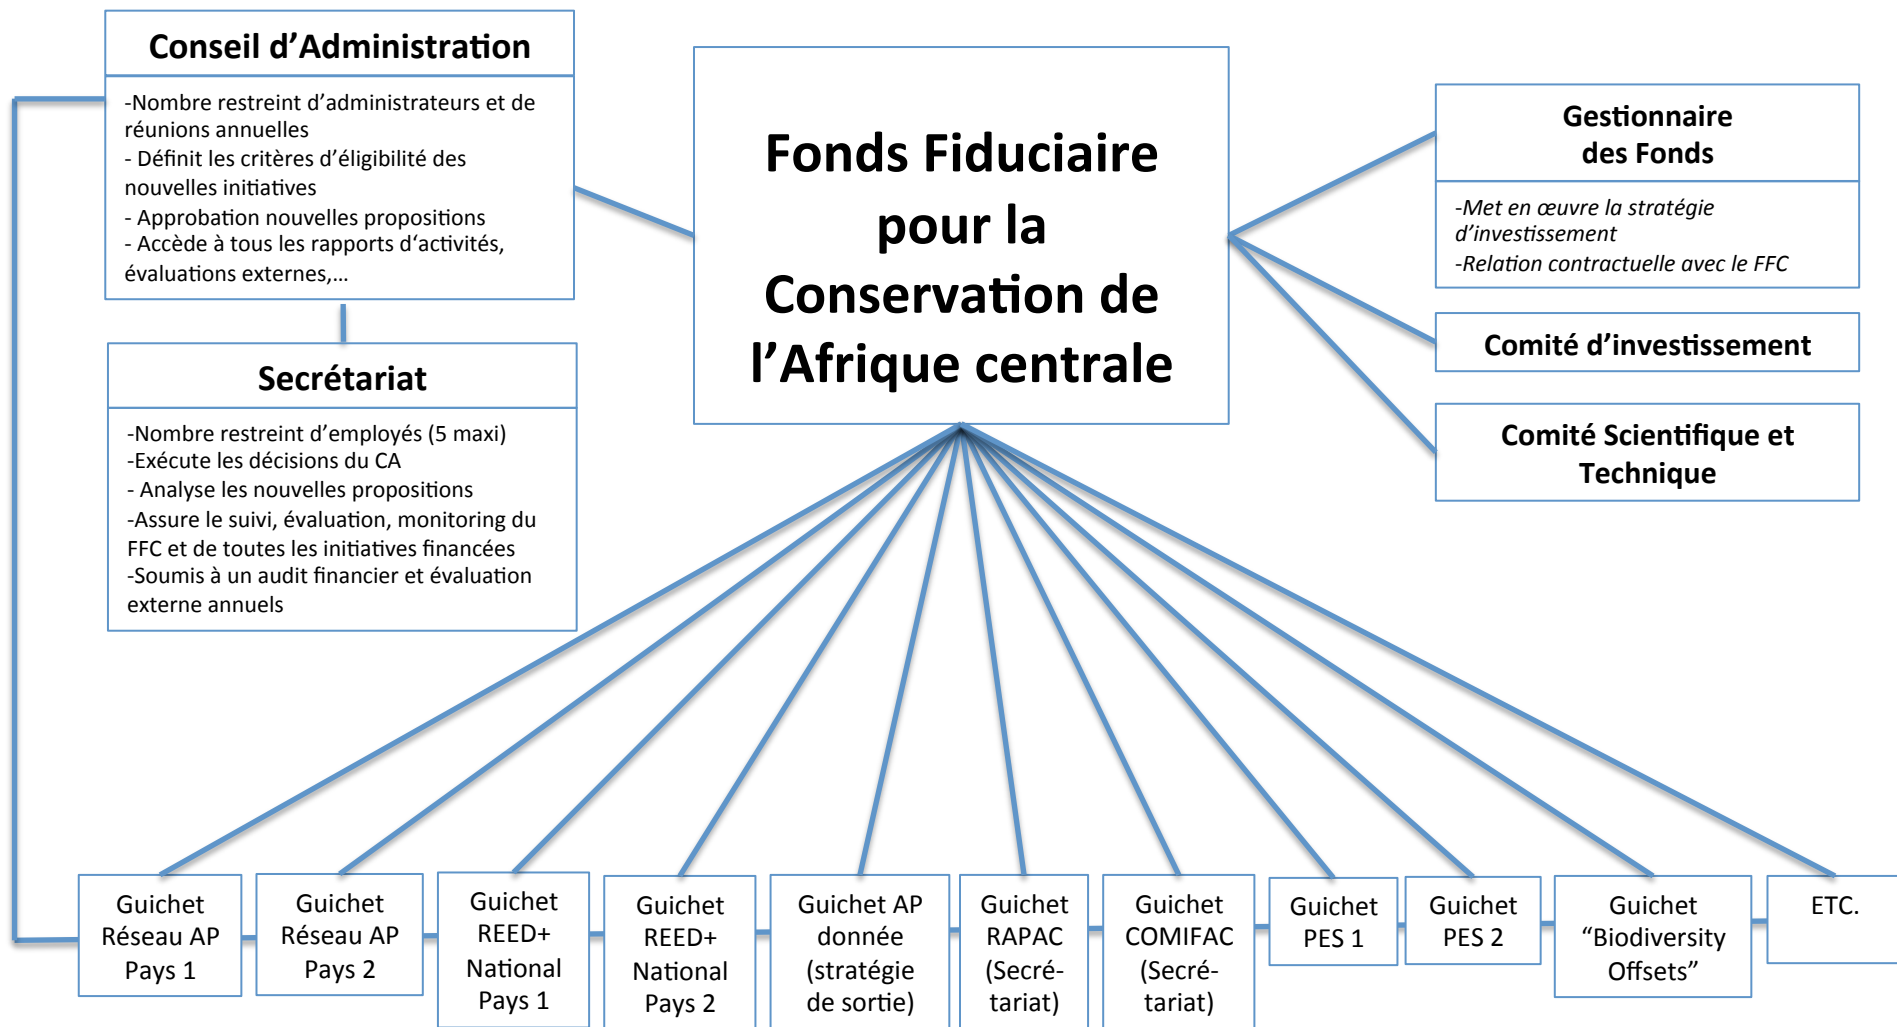 Conseil d’Administration
-Nombre restreint d’administrateurs et de
réunions annuelles
- Définit les critères d’éligibilité des
nouvelles initiatives
- Approbation nouvelles propositions
- Accède à tous les rapports d‘activités,
évaluations externes,…
Secrétariat
-Nombre restreint d’employés (5 maxi)
-Exécute les décisions du CA
- Analyse les nouvelles propositions
-Assure le suivi, évaluation, monitoring du
FFC et de toutes les initiatives financées
-Soumis à un audit financier et évaluation
externe annuels
Fonds Fiduciaire
pour la
Conservation de
l’Afrique centrale
Gestionnaire
des Fonds
-Met en œuvre la stratégie
d’investissement
-Relation contractuelle avec le FFC
Comité d’investissement
Comité Scientifique et
Technique
Guichet
Réseau AP
Pays 1
Guichet
Réseau AP
Pays 2
Guichet
REED+
National
Pays 1
Guichet
REED+
National
Pays 2
Guichet AP
donnée
(stratégie
de sortie)
Guichet
RAPAC
(Secré-
tariat)
Guichet
COMIFAC
(Secré-
tariat)
Guichet
PES 1
Guichet
PES 2
Guichet
“Biodiversity
Offsets”
ETC.